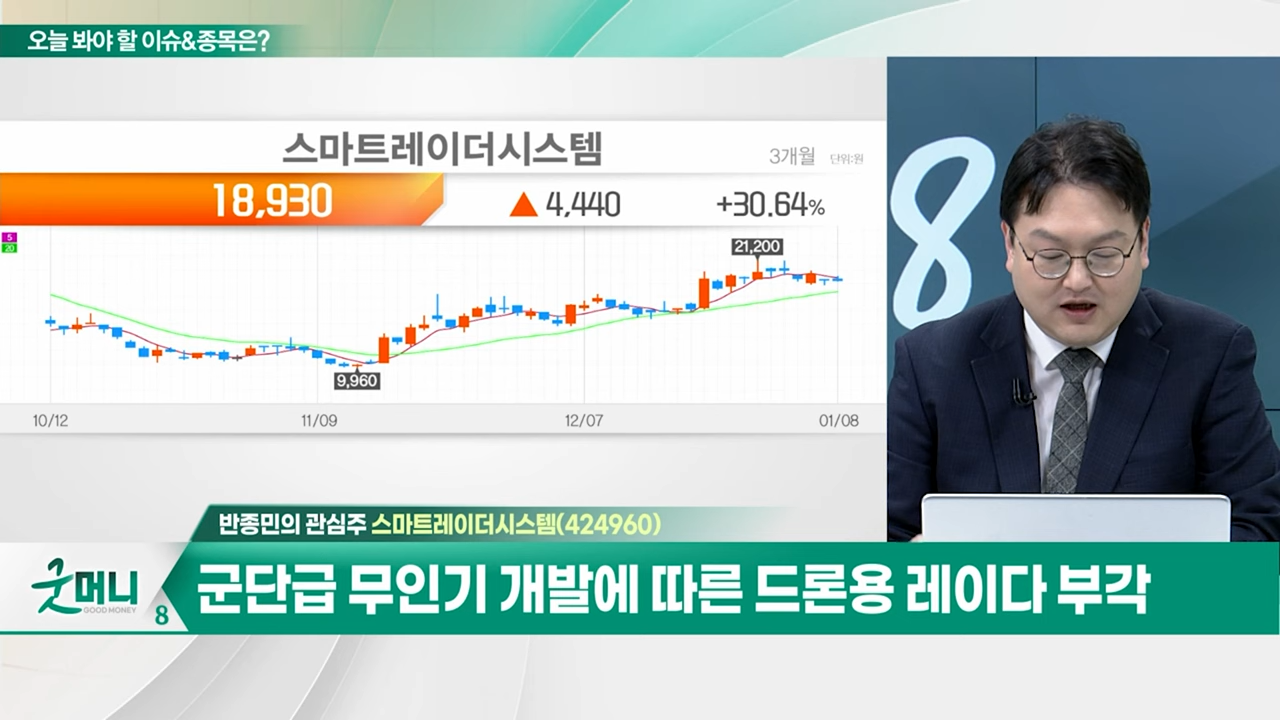 오늘 봐야 할 이슈&종목은?
스마트레이더시스템
3개월 단위:원
18,930 ▲ 4,440 +30.64%
5
20
21,200
9,960
10/12 11/09 12/07 01/08
8
반종민의 관심주 스마트레이더시스템(424960)
굿머니
GOOD MONEY
8
군단급 무인기 개발에 따른 드론용 레이다 부각